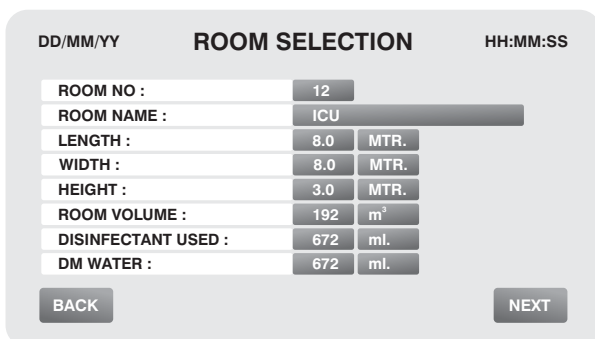 DD/MM/YY ROOM SELECTION HH:MM:SS
ROOM NO : 12
ROOM NAME : ICU
LENGTH : 8.0 MTR.
WIDTH : 8.0 MTR.
HEIGHT : 3.0 MTR.
ROOM VOLUME : 192 m³
DISINFECTANT USED : 672 ml.
DM WATER : 672 ml.
BACK NEXT